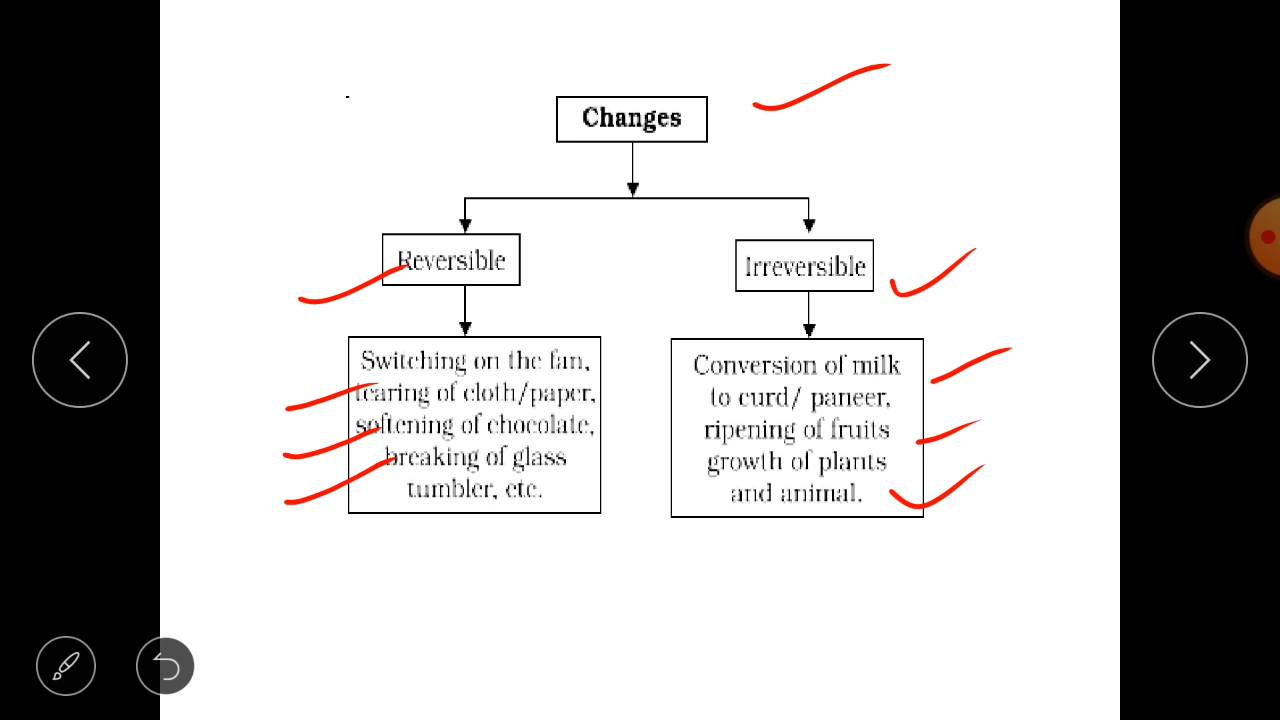 Changes
Reversible
Irreversible
Switching on the fan,
tearing of cloth/paper,
softening of chocolate,
breaking of glass
tumbler, etc.
Conversion of milk
to curd/ paneer,
ripening of fruits
growth of plants
and animal.